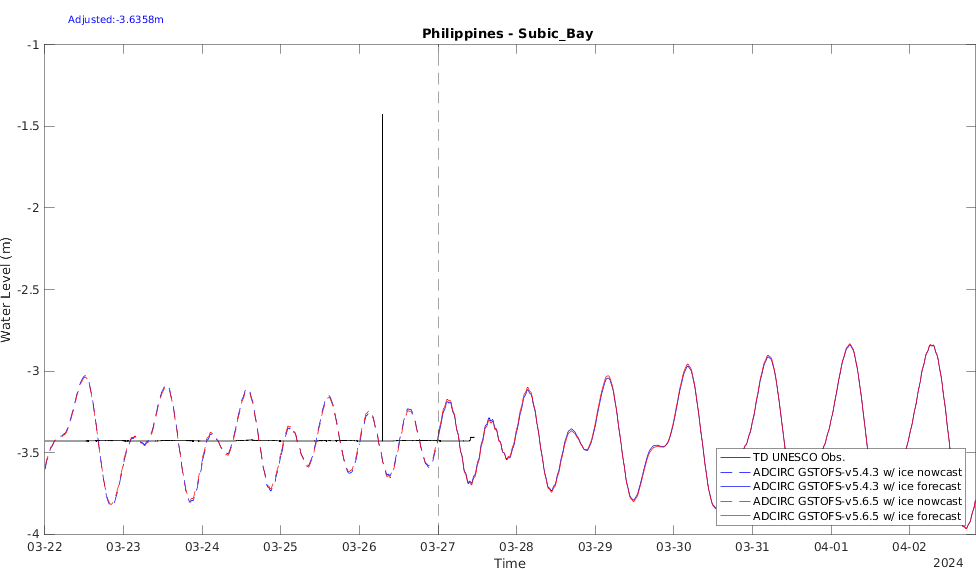 Adjusted:-3.6358m
Philippines - Subic_Bay
Water Level (m)
-1
-1.5
-2
-2.5
-3
-3.5
-4
TD UNESCO Obs.
ADCIRC GSTOFS-v5.4.3 w/ ice nowcast
ADCIRC GSTOFS-v5.4.3 w/ ice forecast
ADCIRC GSTOFS-v5.6.5 w/ ice nowcast
ADCIRC GSTOFS-v5.6.5 w/ ice forecast
03-22 03-23 03-24 03-25 03-26 03-27 03-28 03-29 03-30 03-31 04-01 04-02
Time
2024